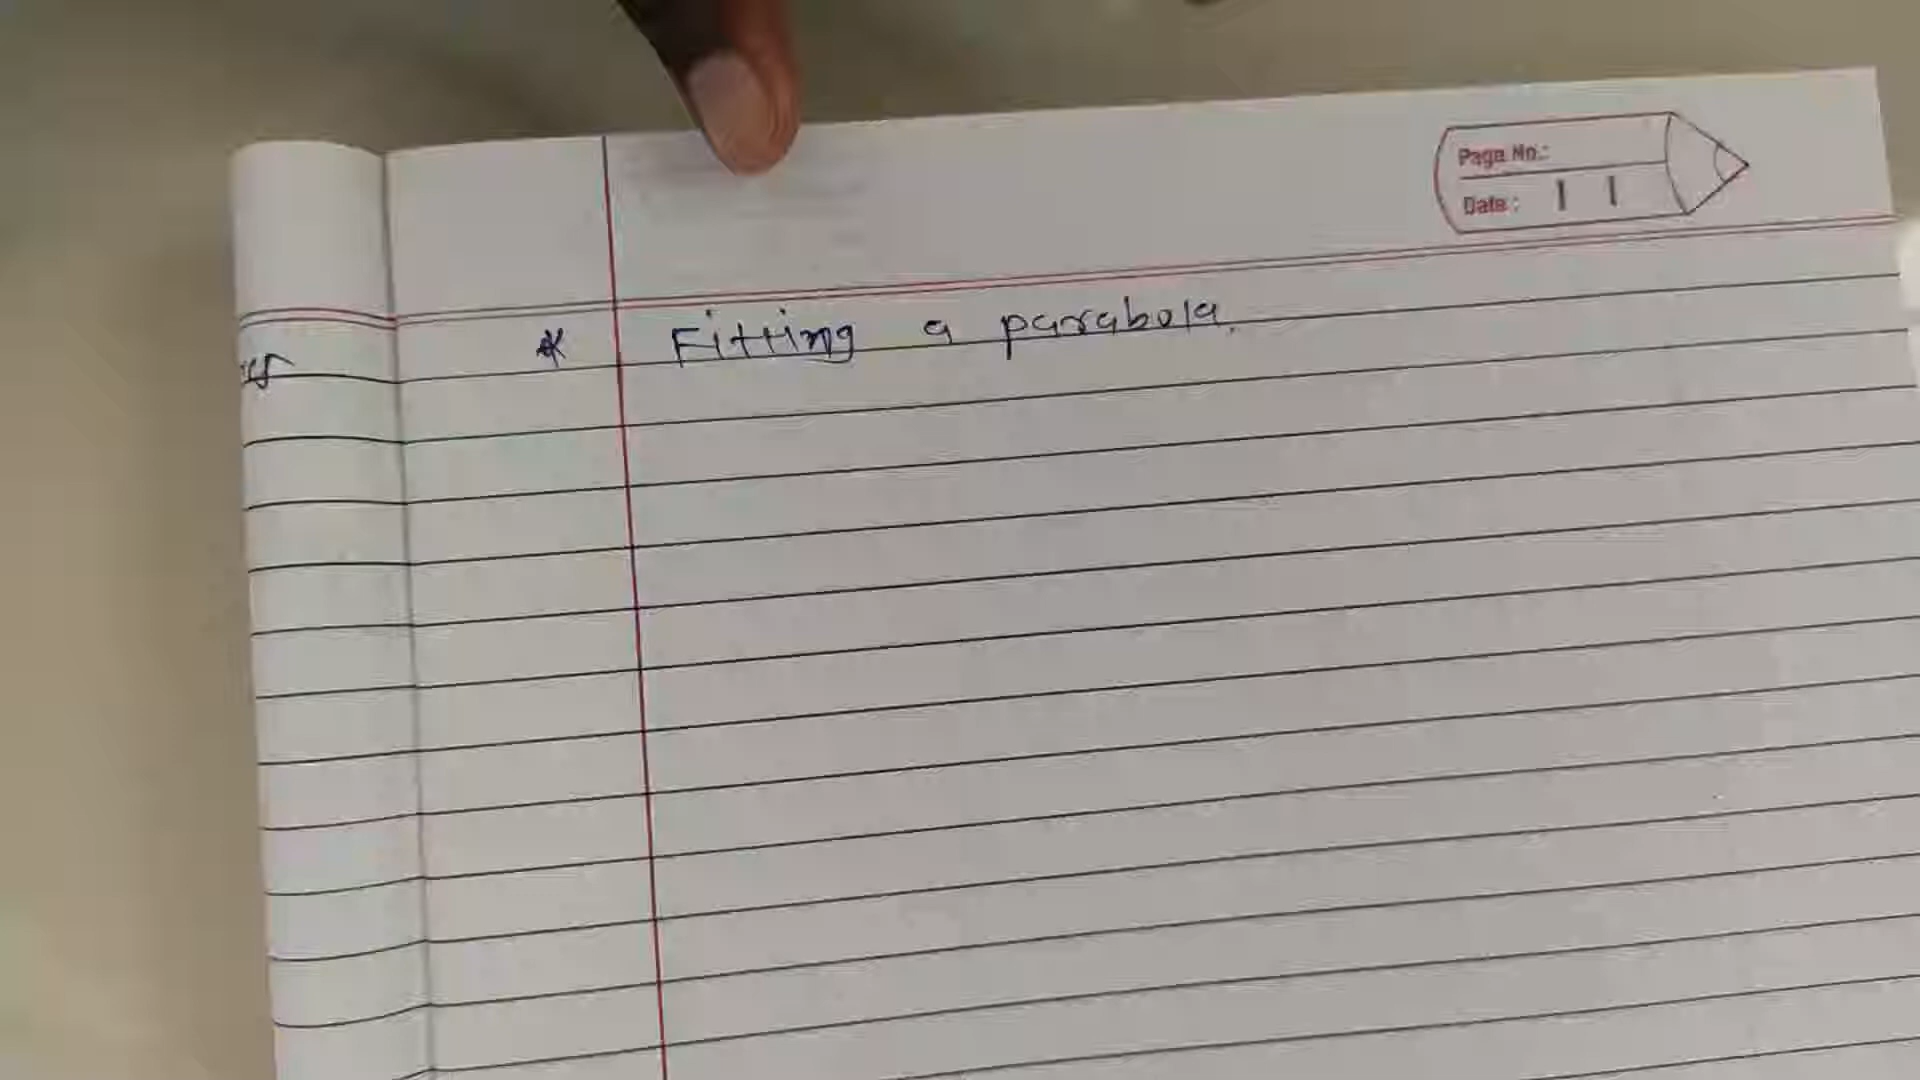 Page No.:
Date :
* Fitting a parabola.